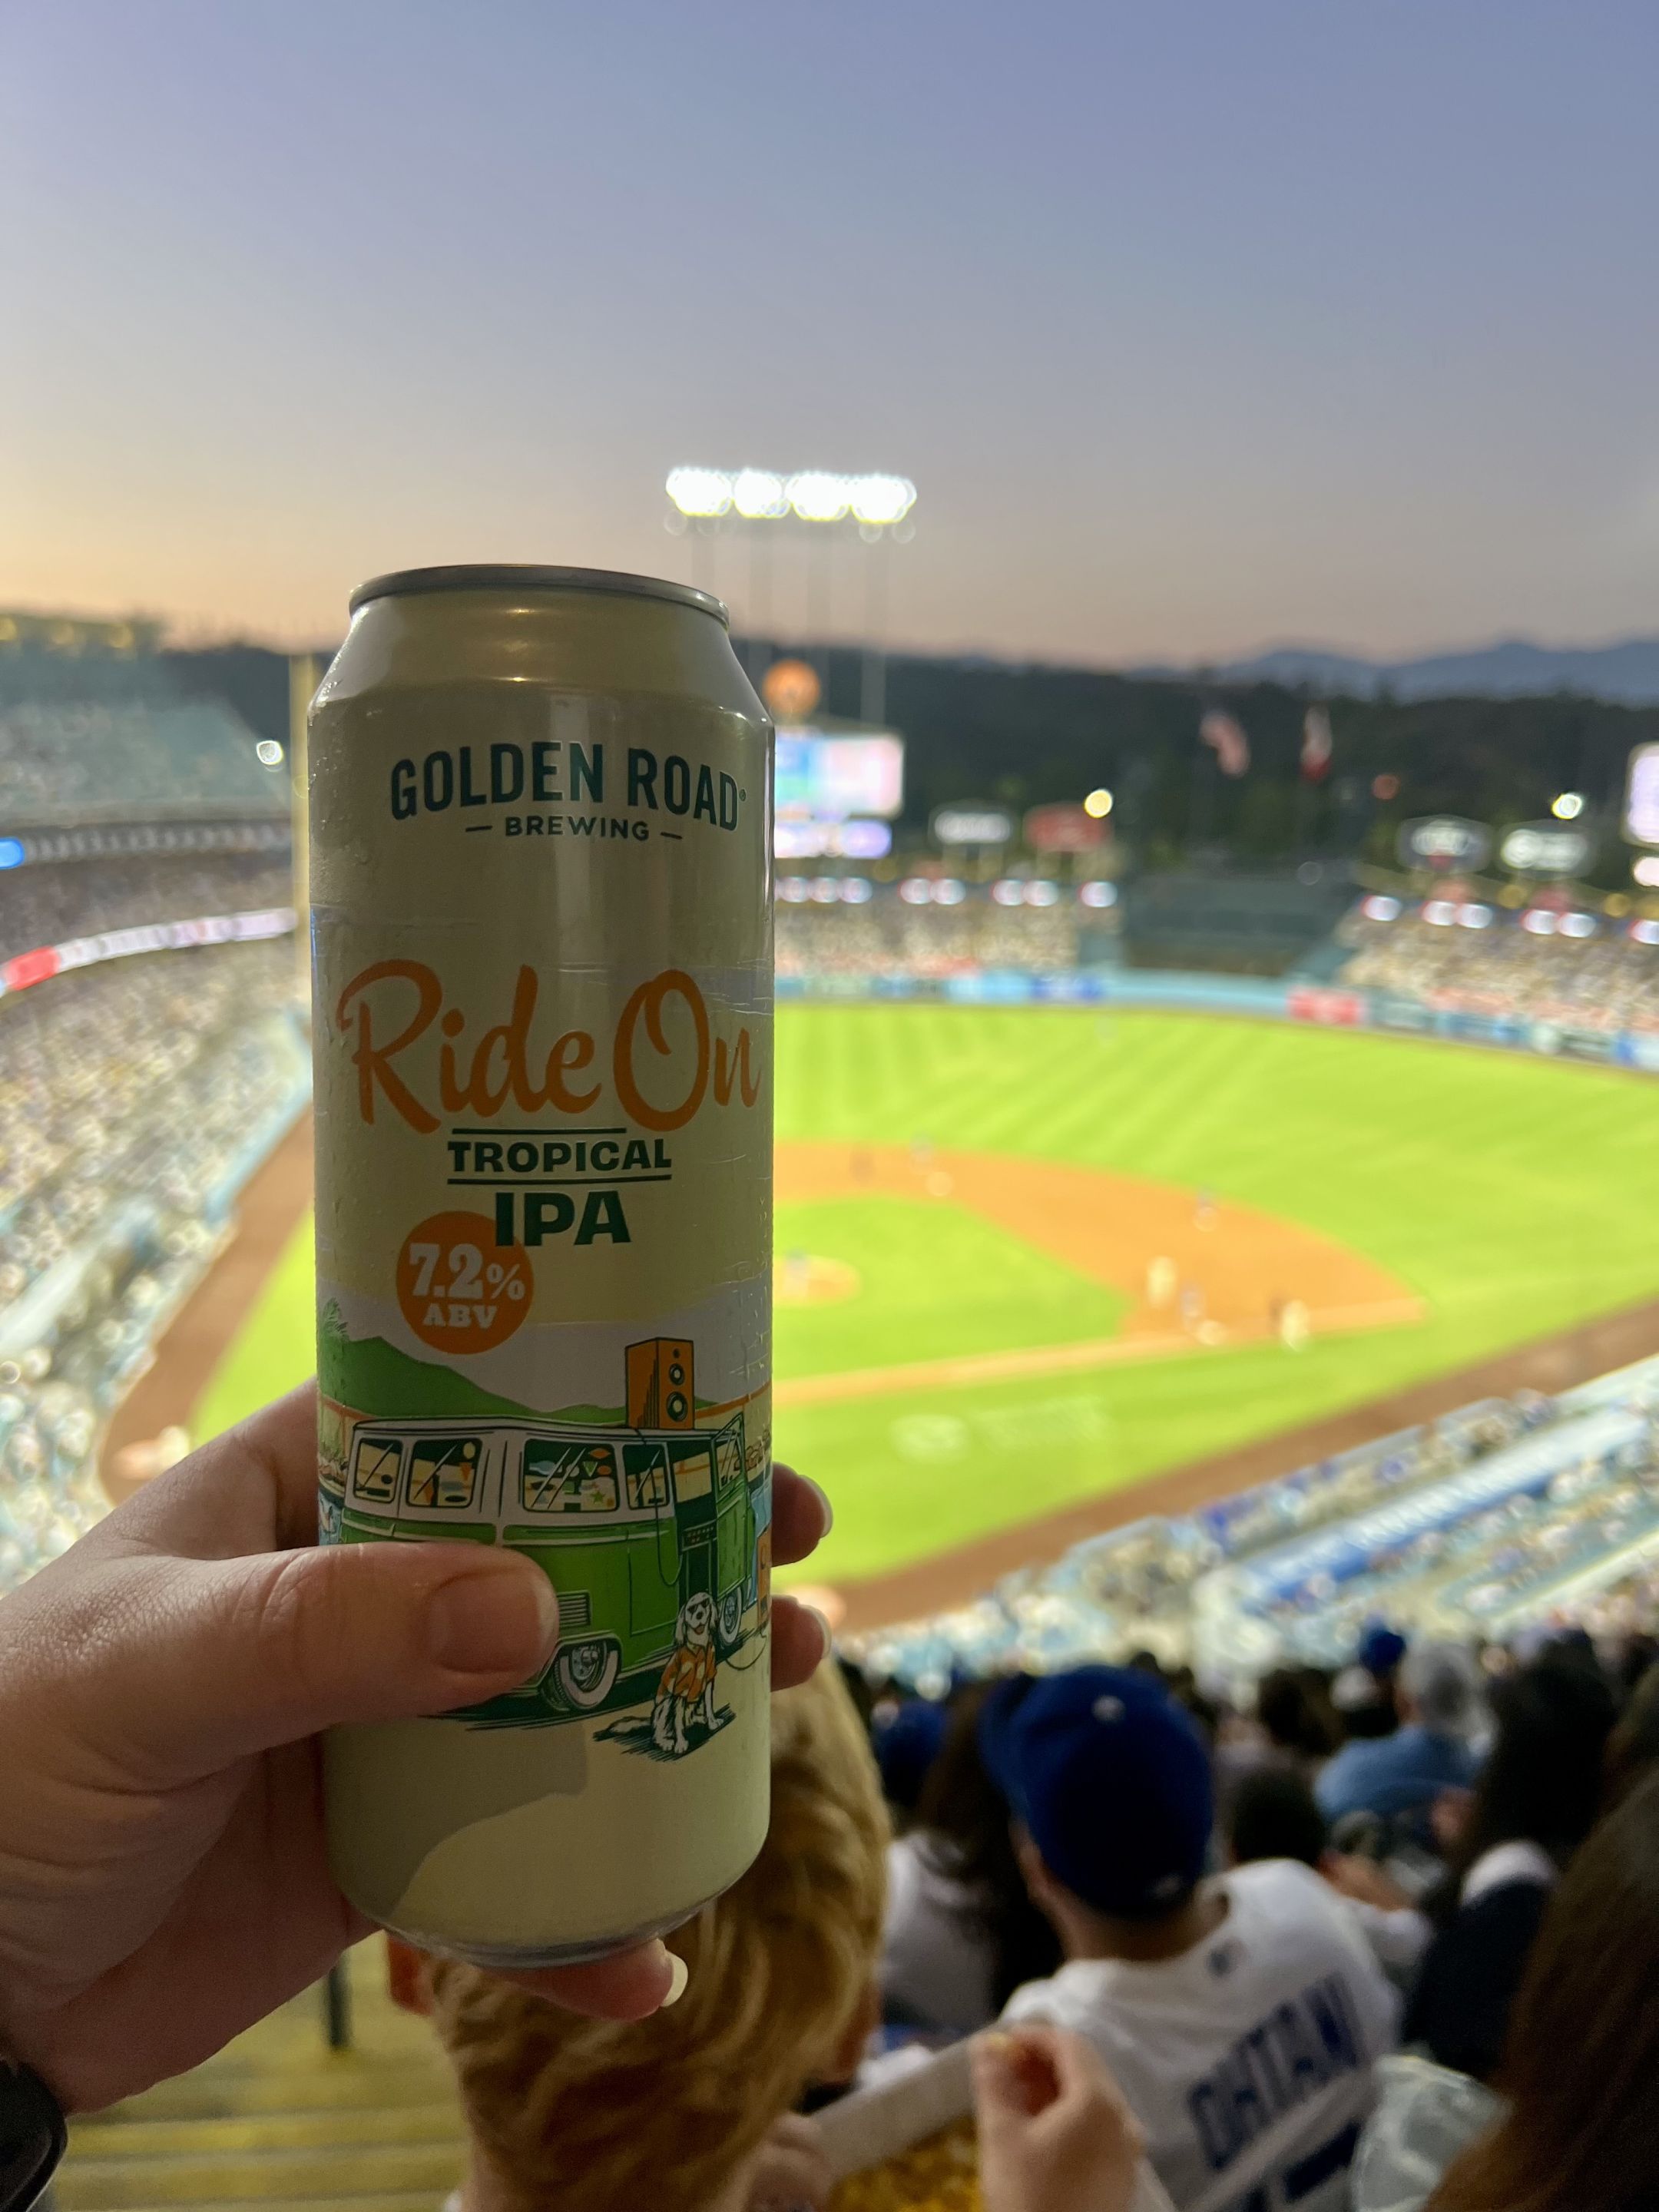 GOLDEN ROAD®
— BREWING —
Ride On
TROPICAL
IPA
7.2%
ABV
OHTANI